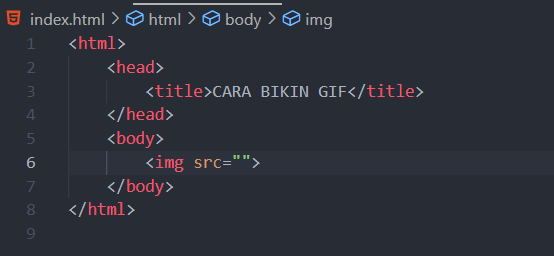 index.html > html > body > img
1 <html>
2 <head>
3 <title>CARA BIKIN GIF</title>
4 </head>
5 <body>
6 <img src="">
7 </body>
8 </html>
9